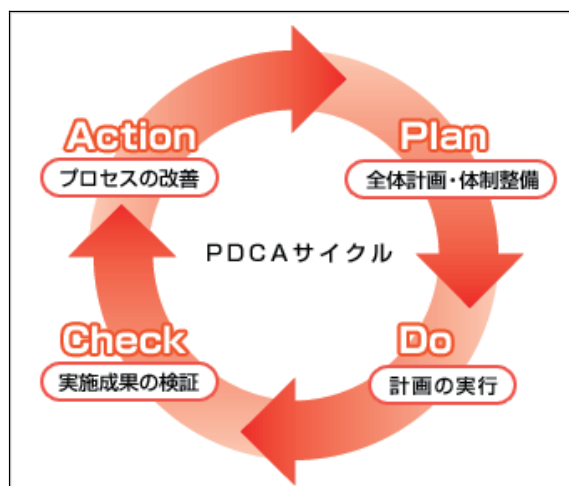 Action
プロセスの改善
Plan
全体計画・体制整備
PDCAサイクル
Check
実施成果の検証
Do
計画の実行